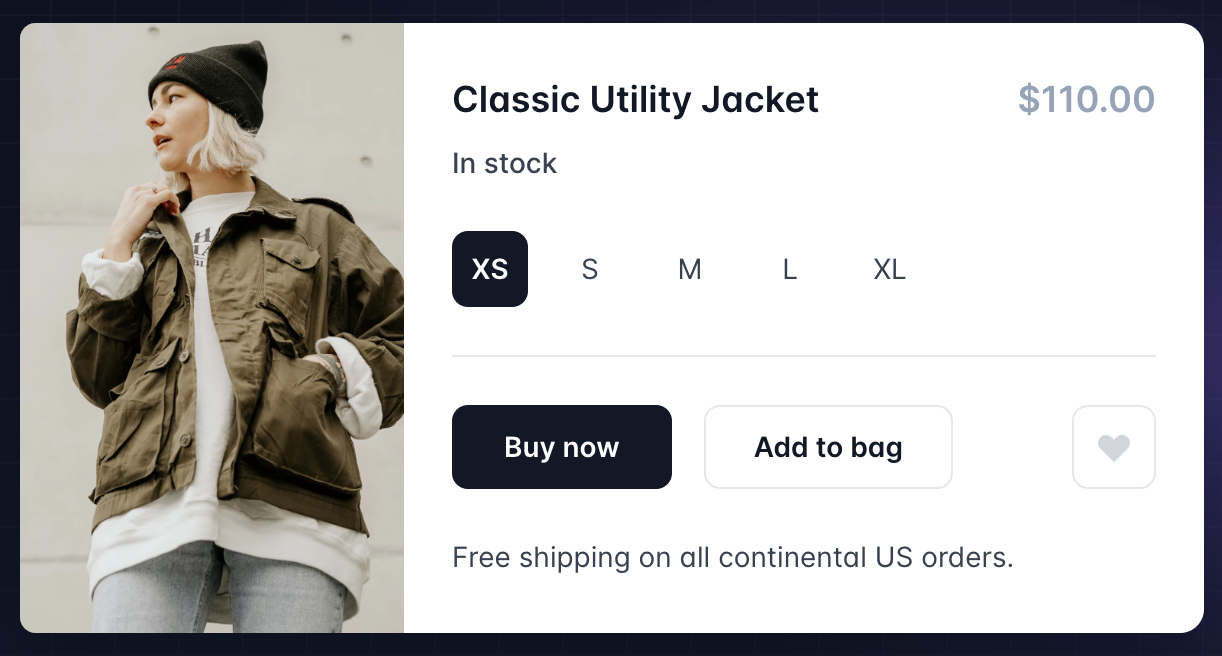 Classic Utility Jacket
$110.00
In stock
XS S M L XL
Buy now
Add to bag
Free shipping on all continental US orders.